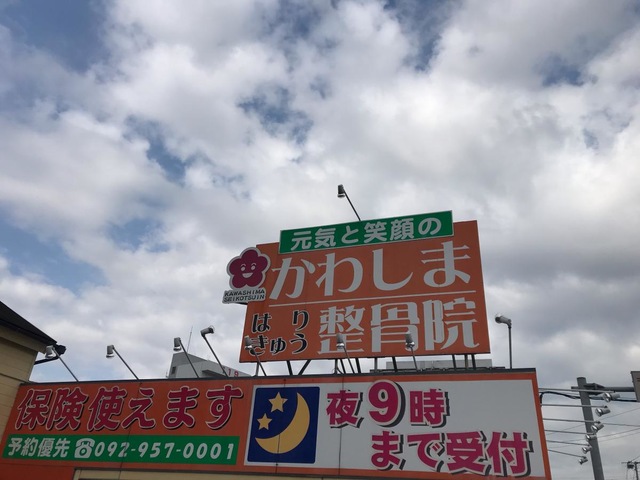 元気と笑顔の
かわしま
KAWASHIMA
SEIKOTSUIN
はり
きゅう
整骨院
保険使えます
予約優先 ☎092-957-0001
夜9時
まで受付